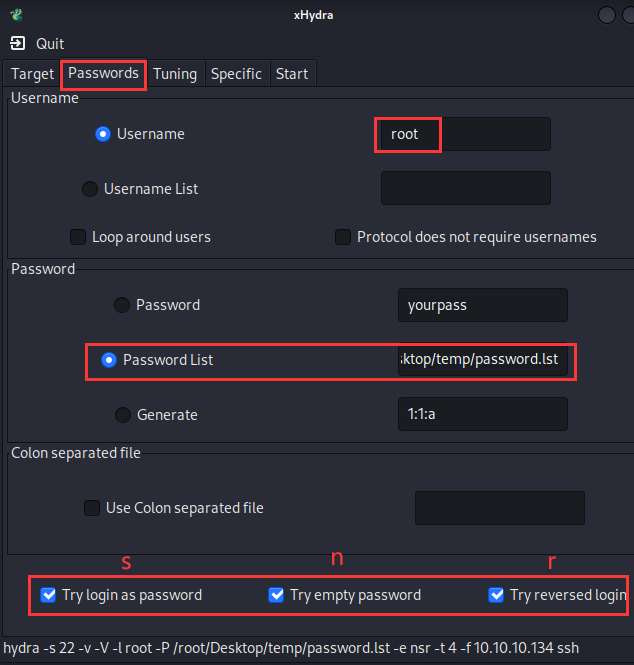 xHydra
Quit
Target Passwords Tuning Specific Start
Username
Username root
Username List
Loop around users Protocol does not require usernames
Password
Password yourpass
Password List sktop/temp/password.lst
Generate 1:1:a
Colon separated file
Use Colon separated file
s n r
Try login as password Try empty password Try reversed login
hydra -s 22 -v -V -l root -P /root/Desktop/temp/password.lst -e nsr -t 4 -f 10.10.10.134 ssh